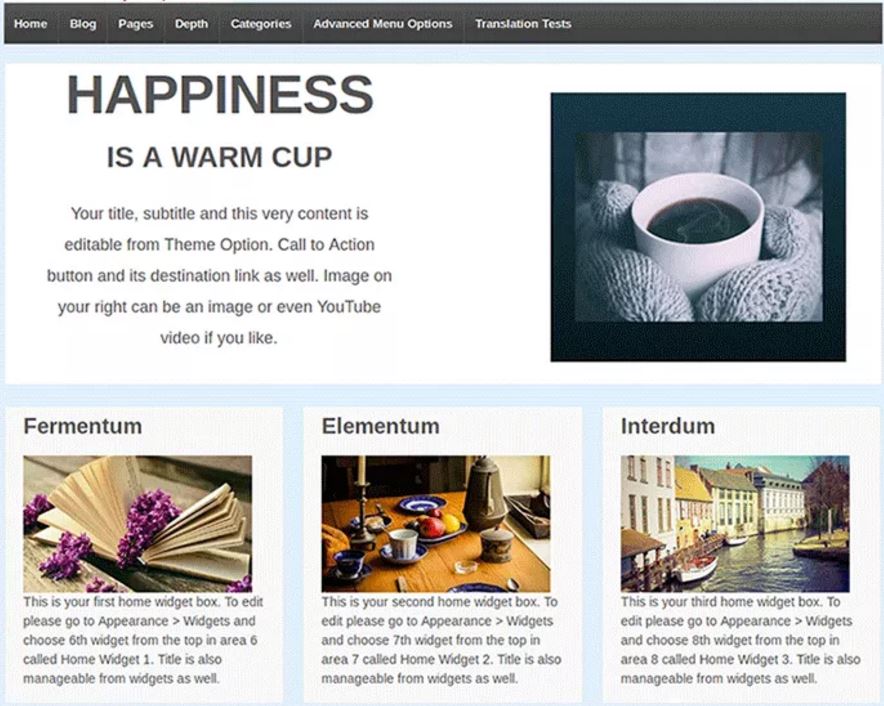 Home Blog Pages Depth Categories Advanced Menu Options Translation Tests
HAPPINESS
IS A WARM CUP
Your title, subtitle and this very content is
editable from Theme Option. Call to Action
button and its destination link as well. Image on
your right can be an image or even YouTube
video if you like.
Fermentum
This is your first home widget box. To edit
please go to Appearance > Widgets and
choose 6th widget from the top in area 6
called Home Widget 1. Title is also
manageable from widgets as well.
Elementum
This is your second home widget box. To
edit please go to Appearance > Widgets
and choose 7th widget from the top in
area 7 called Home Widget 2. Title is also
manageable from widgets as well.
Interdum
This is your third home widget box. To
edit please go to Appearance > Widgets
and choose 8th widget from the top in
area 8 called Home Widget 3. Title is also
manageable from widgets as well.